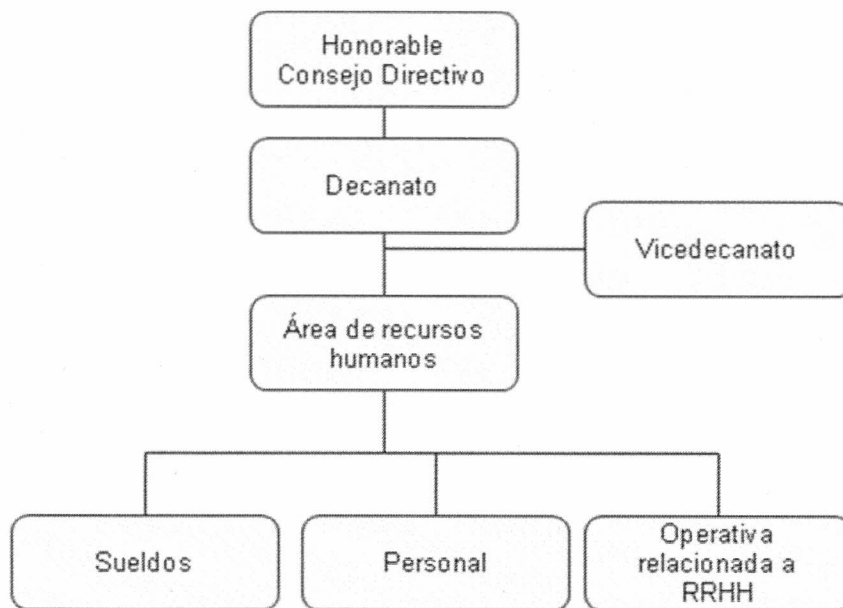 Honorable
Consejo Directivo
Decanato
Vicedecanato
Área de recursos
humanos
Sueldos
Personal
Operativa
relacionada a
RRHH